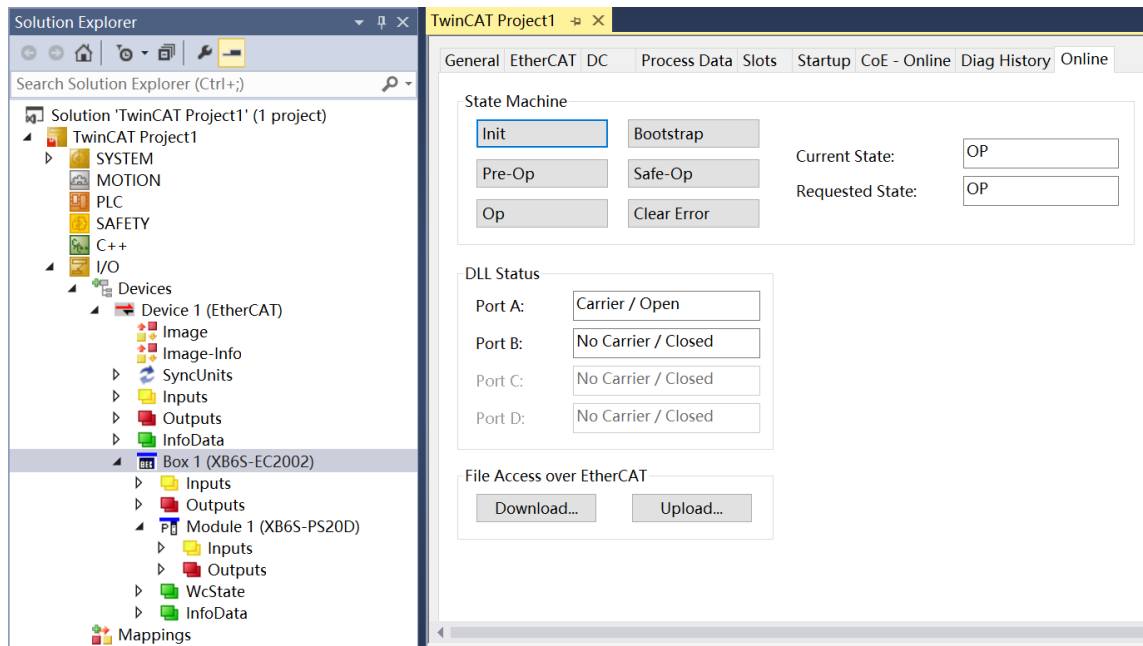 Solution Explorer
Search Solution Explorer (Ctrl+;)
Solution 'TwinCAT Project1' (1 project)
TwinCAT Project1
SYSTEM
MOTION
PLC
SAFETY
C++
I/O
Devices
Device 1 (EtherCAT)
Image
Image-Info
SyncUnits
Inputs
Outputs
InfoData
Box 1 (XB6S-EC2002)
Inputs
Outputs
Module 1 (XB6S-PS20D)
Inputs
Outputs
WcState
InfoData
Mappings
TwinCAT Project1
General EtherCAT DC Process Data Slots Startup CoE - Online Diag History Online
State Machine
Init Bootstrap
Pre-Op Safe-Op
Op Clear Error
Current State: OP
Requested State: OP
DLL Status
Port A: Carrier / Open
Port B: No Carrier / Closed
Port C: No Carrier / Closed
Port D: No Carrier / Closed
File Access over EtherCAT
Download... Upload...